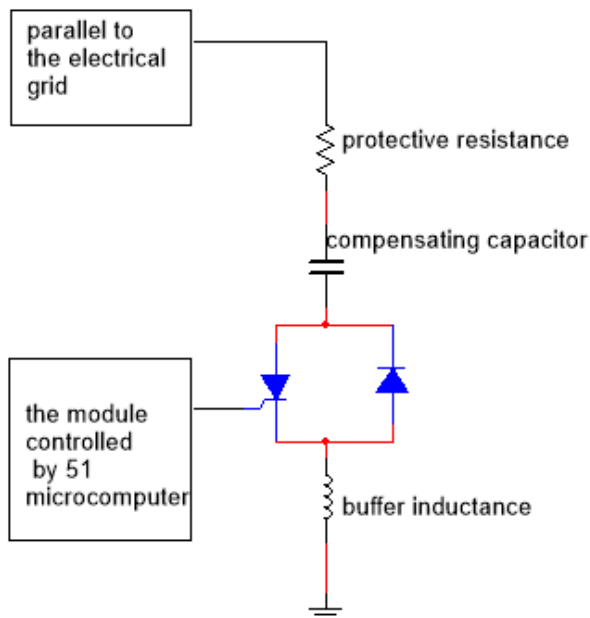 parallel to
the electrical
grid
protective resistance
compensating capacitor
the module
controlled
by 51
microcomputer
buffer inductance